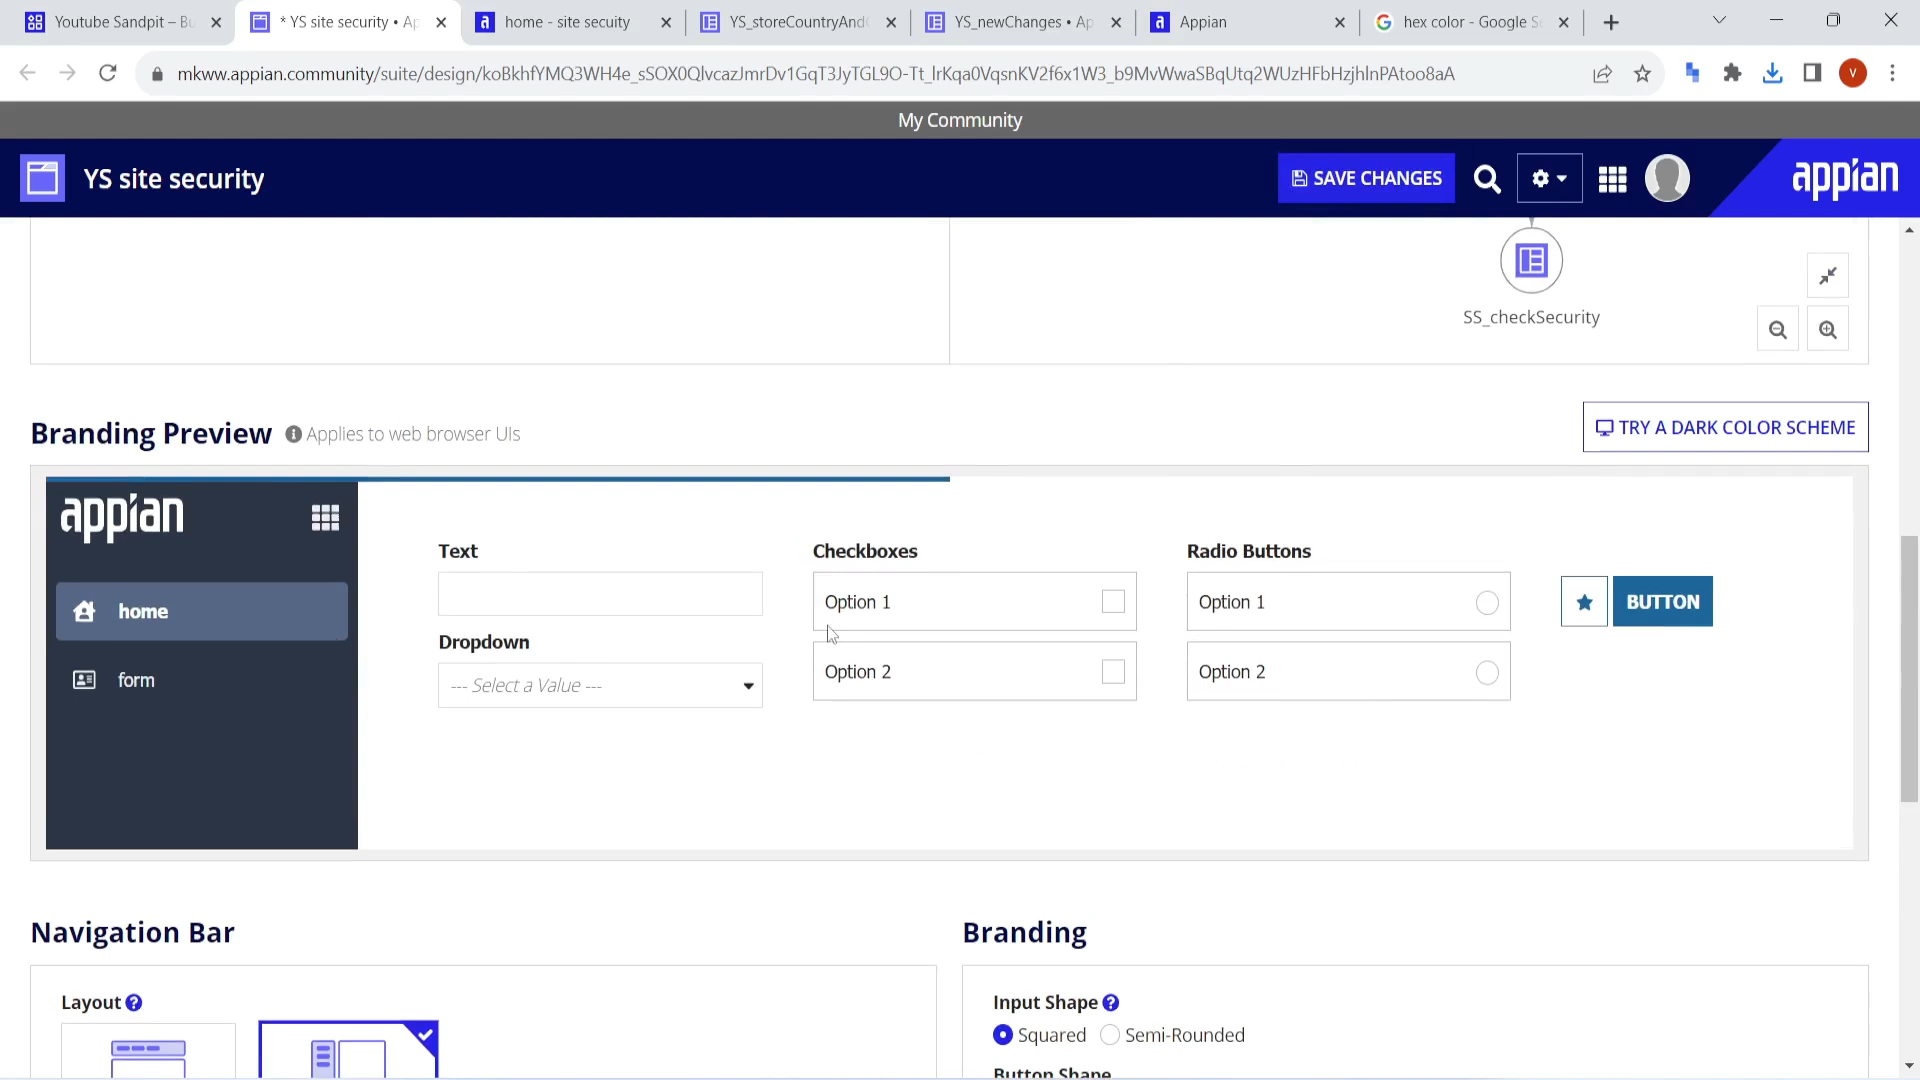 Youtube Sandpit – Bu
* YS site security • Ap
home - site secuity
YS_storeCountryAnd
YS_newChanges • Ap
Appian
hex color - Google Se
mkww.appian.community/suite/design/
V
My Community
YS site security
SAVE CHANGES
appian
SS_checkSecurity
Branding Preview
Applies to web browser UIs
TRY A DARK COLOR SCHEME
appian
home
form
Text
Dropdown
--- Select a Value ---
Checkboxes
Option 1
Option 2
Radio Buttons
Option 1
Option 2
BUTTON
Navigation Bar
Layout
Branding
Input Shape
Squared
Semi-Rounded
Button Shape